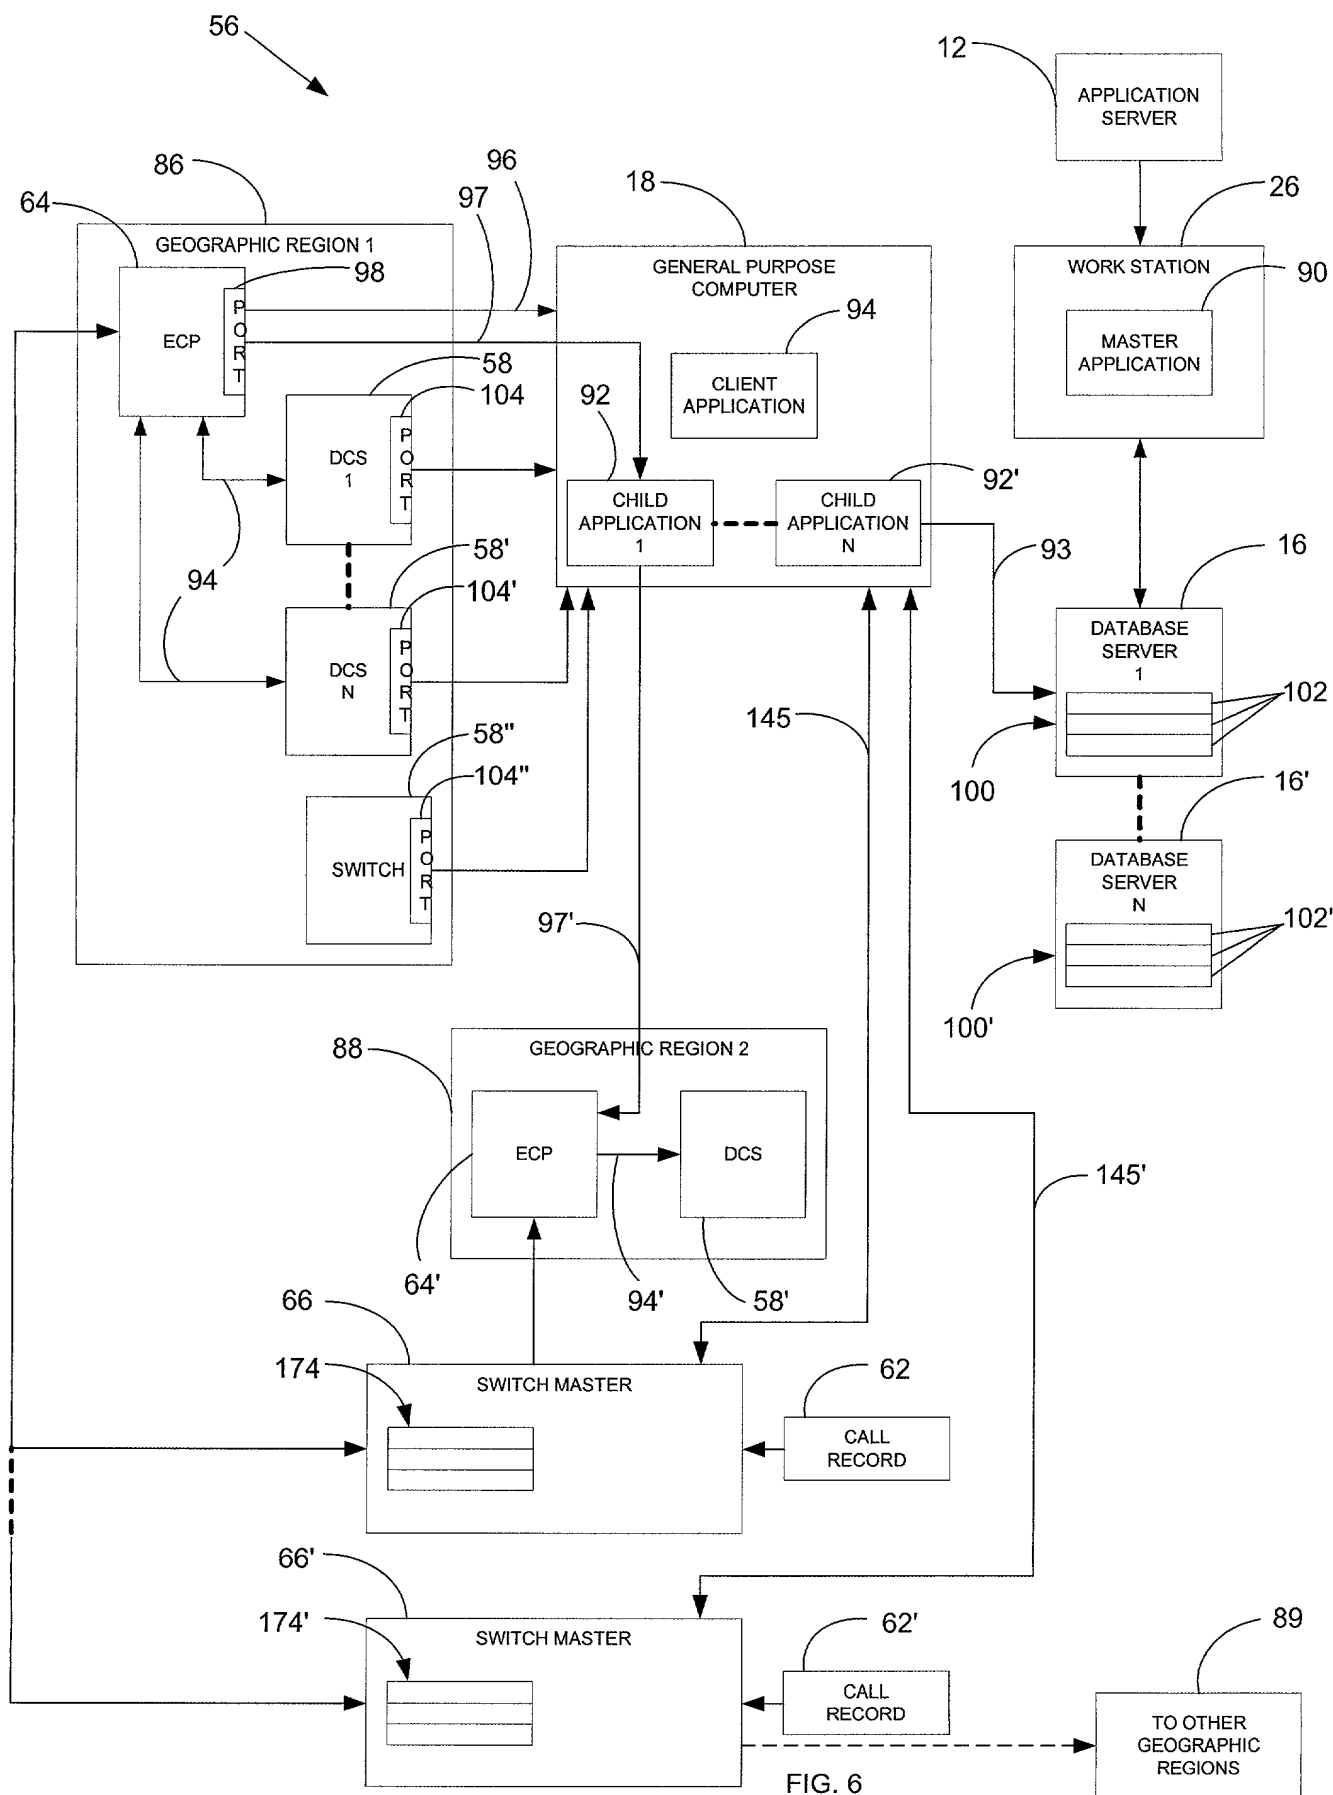 56
12
APPLICATION
SERVER
86
96
97
18
26
64
GEOGRAPHIC REGION 1
98
GENERAL PURPOSE
COMPUTER
WORK STATION
90
ECP
PORT
94
MASTER
APPLICATION
58
104
CLIENT
APPLICATION
92
DCS
1
PORT
92'
CHILD
APPLICATION
1
CHILD
APPLICATION
N
93
16
58'
94
104'
DATABASE
SERVER
1
DCS
N
PORT
102
145
58"
104"
100
16'
SWITCH
PORT
DATABASE
SERVER
N
97'
102'
100'
88
GEOGRAPHIC REGION 2
ECP
DCS
145'
64'
94'
58'
66
174
SWITCH MASTER
62
CALL
RECORD
66'
174'
SWITCH MASTER
62'
89
CALL
RECORD
TO OTHER
GEOGRAPHIC
REGIONS
FIG. 6